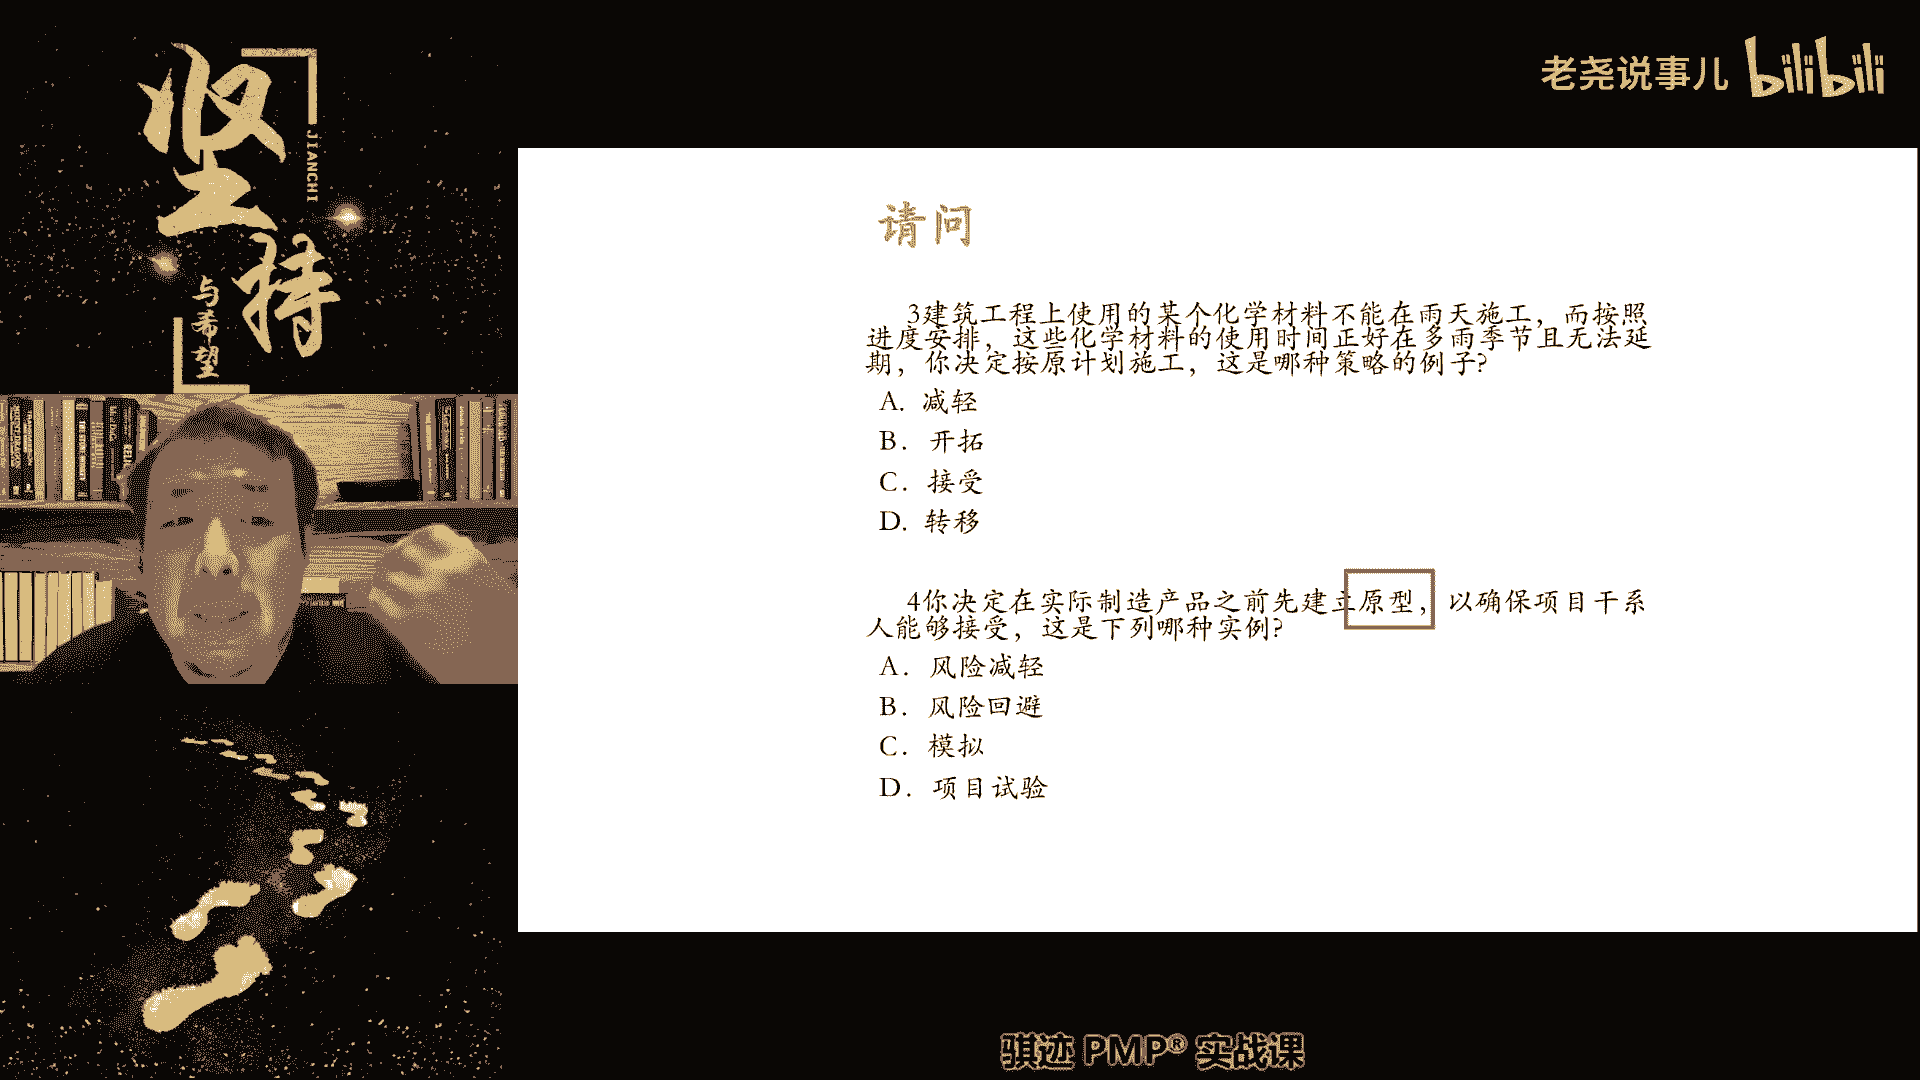 坚持
JIANCHI
与希望
老尧说事儿 bilibili
请问
3建筑工程上使用的某个化学材料不能在雨天施工，而按照
进度安排，这些化学材料的使用时间正好在多雨季节且无法延
期，你决定按原计划施工，这是哪种策略的例子?
A. 减轻
B. 开拓
C. 接受
D. 转移
4你决定在实际制造产品之前先建立原型，以确保项目干系
人能够接受，这是下列哪种实例?
A. 风险减轻
B. 风险回避
C. 模拟
D. 项目试验
骐迹 PMP® 实战课